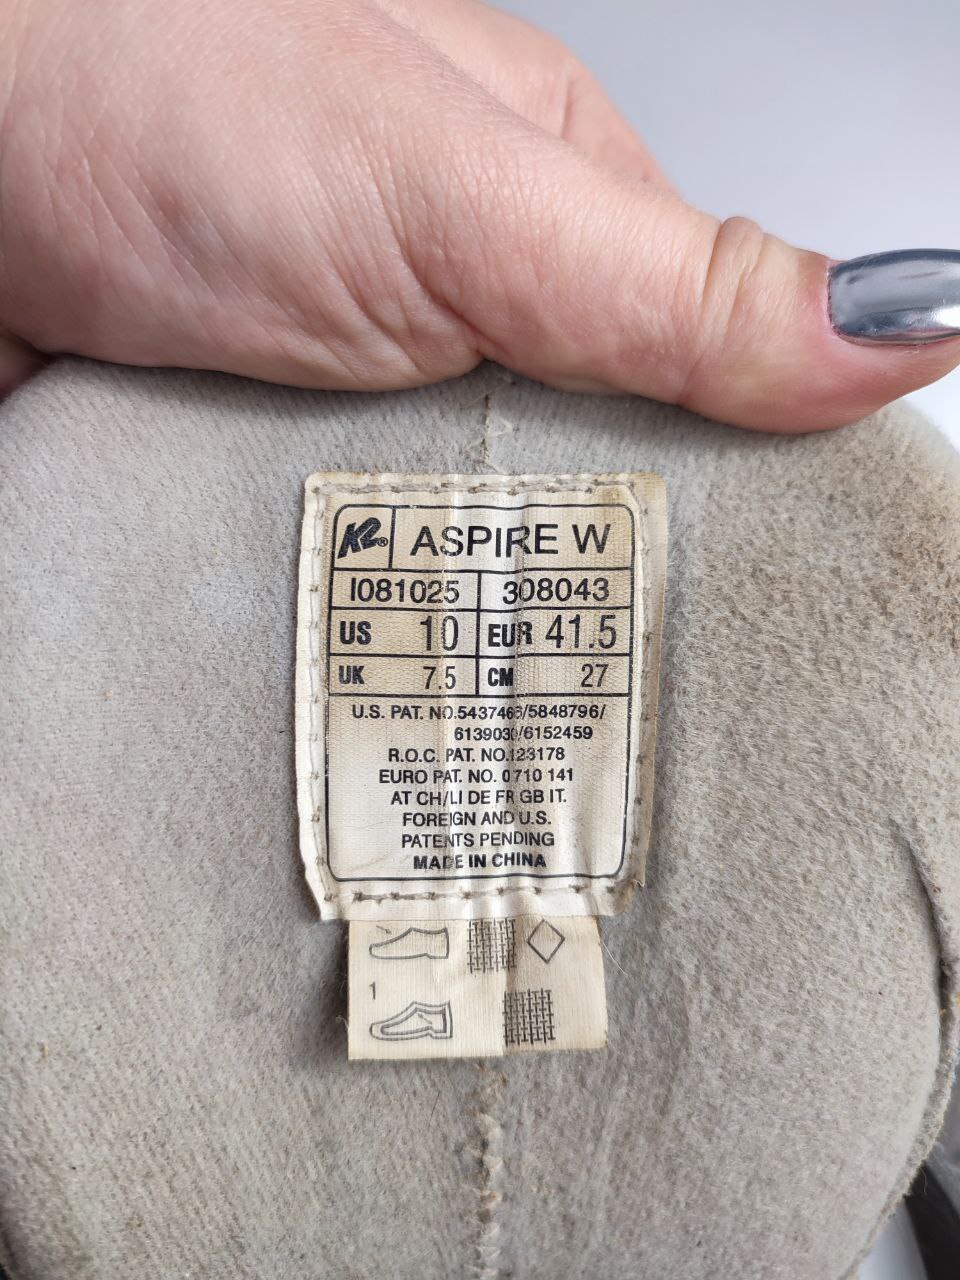 K2® ASPIRE W
I081025 308043
US 10 EUR 41.5
UK 7.5 CM 27
U.S. PAT. NO.5437466/5848796/
6139030/6152459
R.O.C. PAT. NO.123178
EURO PAT. NO. 0 710 141
AT CH/LI DE FR GB IT.
FOREIGN AND U.S.
PATENTS PENDING
MADE IN CHINA
1